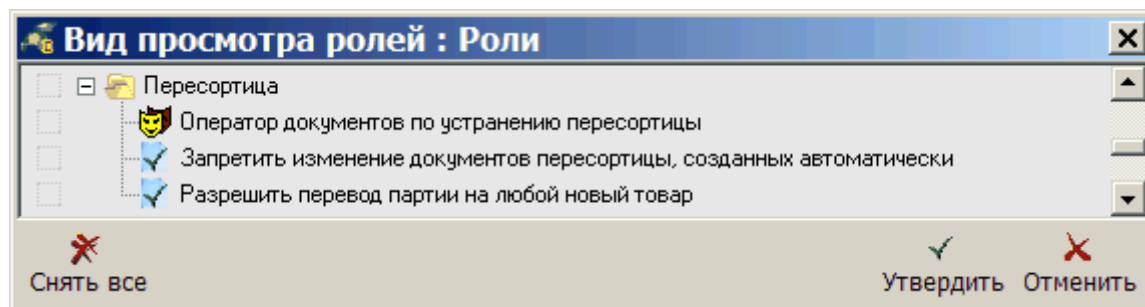 Вид просмотра ролей : Роли
Пересортица
Оператор документов по устранению пересортицы
Запретить изменение документов пересортицы, созданных автоматически
Разрешить перевод партии на любой новый товар
Снять все
Утвердить
Отменить